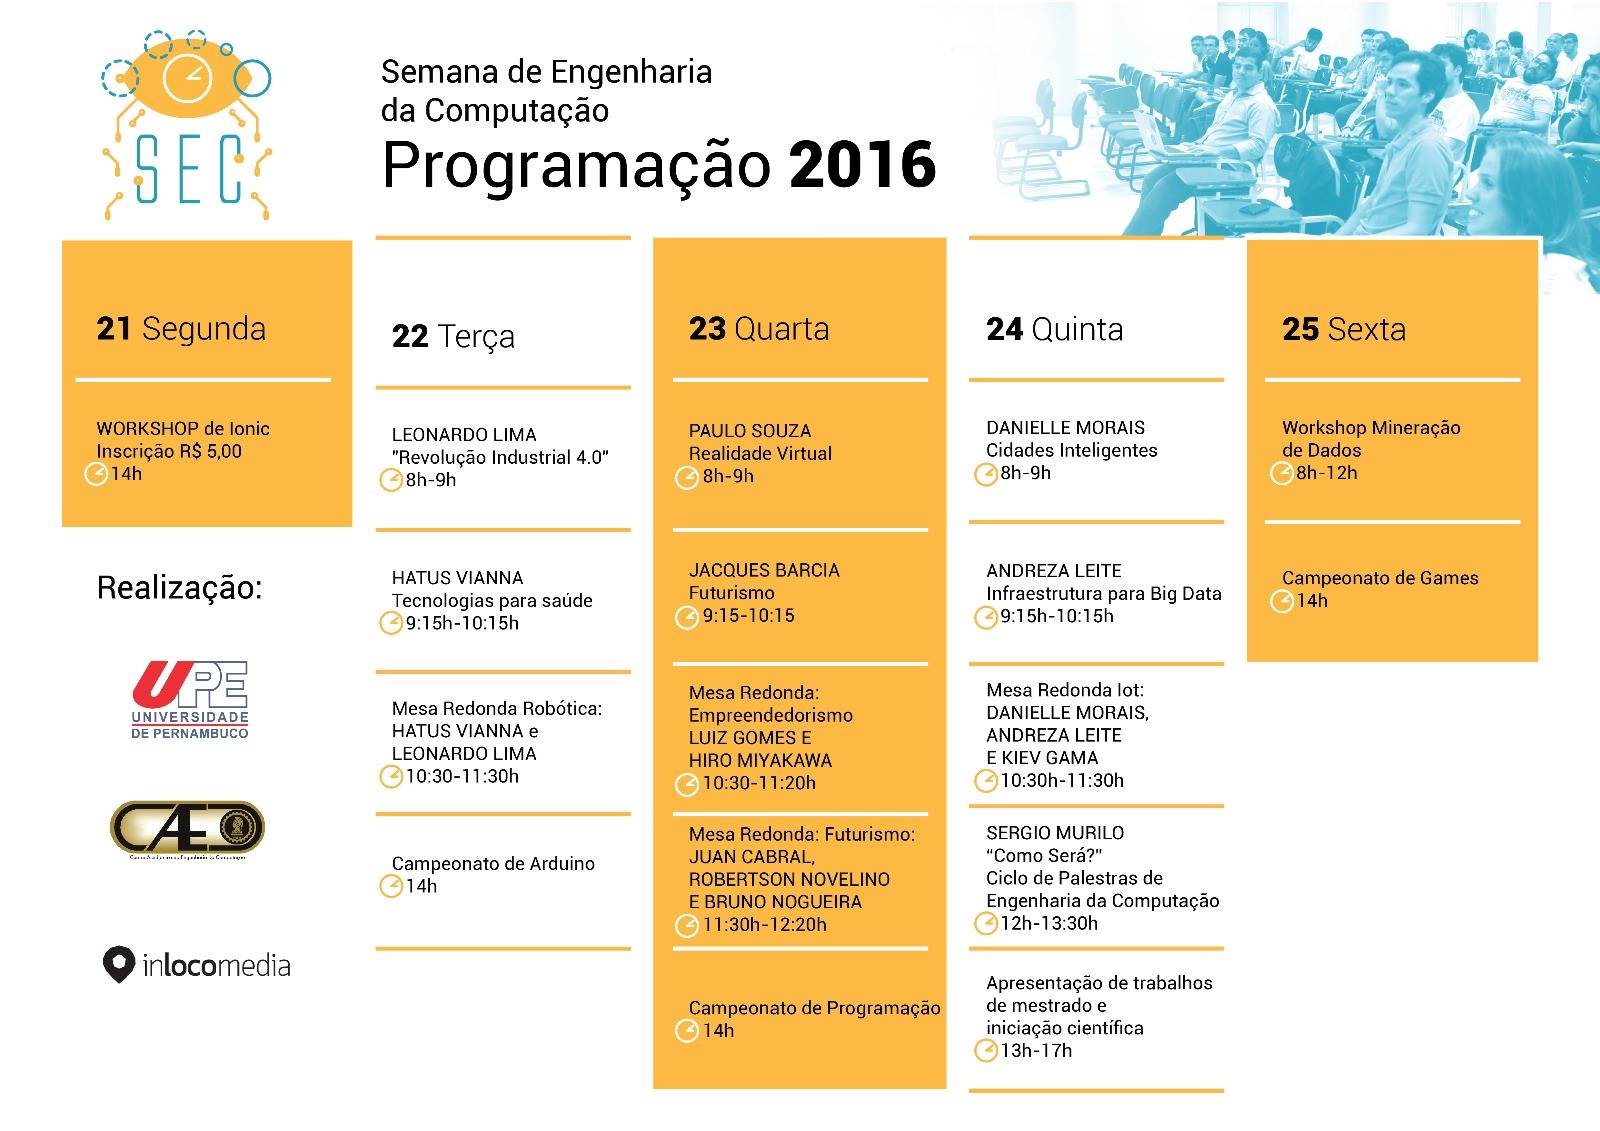 SEC
Semana de Engenharia
da Computação
Programação 2016
21 Segunda
WORKSHOP de Ionic
Inscrição R$ 5,00
14h
Realização:
UPE
UNIVERSIDADE
DE PERNAMBUCO
CAEC
Centro Acadêmico de Engenharia da Computação
inlocomedia
22 Terça
LEONARDO LIMA
"Revolução Industrial 4.0"
8h-9h
HATUS VIANNA
Tecnologias para saúde
9:15h-10:15h
Mesa Redonda Robótica:
HATUS VIANNA e
LEONARDO LIMA
10:30-11:30h
Campeonato de Arduino
14h
23 Quarta
PAULO SOUZA
Realidade Virtual
8h-9h
JACQUES BARCIA
Futurismo
9:15-10:15
Mesa Redonda:
Empreendedorismo
LUIZ GOMES E
HIRO MIYAKAWA
10:30-11:20h
Mesa Redonda: Futurismo:
JUAN CABRAL,
ROBERTSON NOVELINO
E BRUNO NOGUEIRA
11:30h-12:20h
Campeonato de Programação
14h
24 Quinta
DANIELLE MORAIS
Cidades Inteligentes
8h-9h
ANDREZA LEITE
Infraestrutura para Big Data
9:15h-10:15h
Mesa Redonda Iot:
DANIELLE MORAIS,
ANDREZA LEITE
E KIEV GAMA
10:30h-11:30h
SERGIO MURILO
“Como Será?”
Ciclo de Palestras de
Engenharia da Computação
12h-13:30h
Apresentação de trabalhos
de mestrado e
iniciação científica
13h-17h
25 Sexta
Workshop Mineração
de Dados
8h-12h
Campeonato de Games
14h